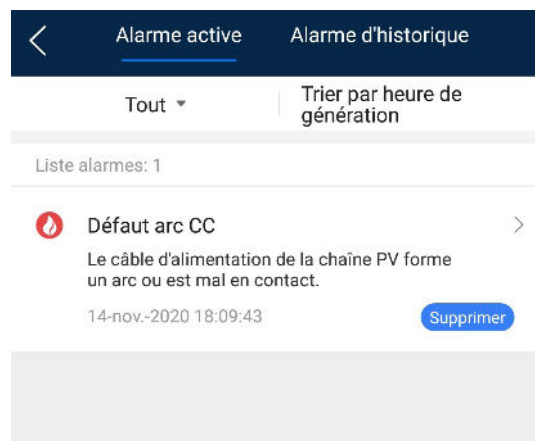 Alarme active
Alarme d'historique
Tout
Trier par heure de
génération
Liste alarmes: 1
Défaut arc CC
Le câble d'alimentation de la chaîne PV forme
un arc ou est mal en contact.
14-nov.-2020 18:09:43
Supprimer